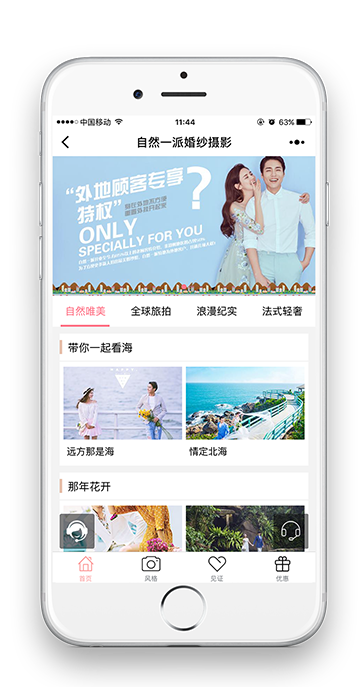 中国移动
11:44
63%
自然一派婚纱摄影
“外地顾客专享
特权”
?
ONLY
SPECIALLY FOR YOU
自然唯美
全球旅拍
浪漫纪实
法式轻奢
带你一起看海
远方那是海
情定北海
那年花开
首页
风格
见证
优惠